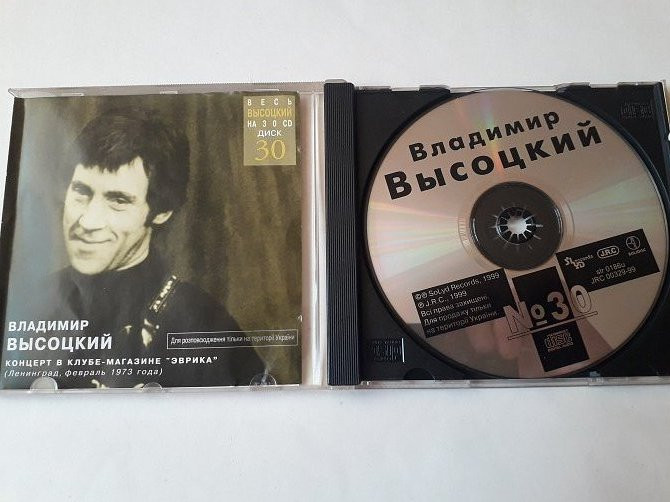 ВЕСЬ
ВЫСОЦКИЙ
НА 30 CD
ДИСК
30
ВЛАДИМИР
ВЫСОЦКИЙ
Для розповсюдження тільки на території України
КОНЦЕРТ В КЛУБЕ-МАГАЗИНЕ "ЭВРИКА"
(Ленинград, февраль 1973 года)
Владимир
Высоцкий
J.R.C.
str 0186u
JRC 00329-99
©℗ SoLyd Records, 1999
℗ J.R.C., 1999
Всі права захищені.
Для продажу тільки
на території України.
№30